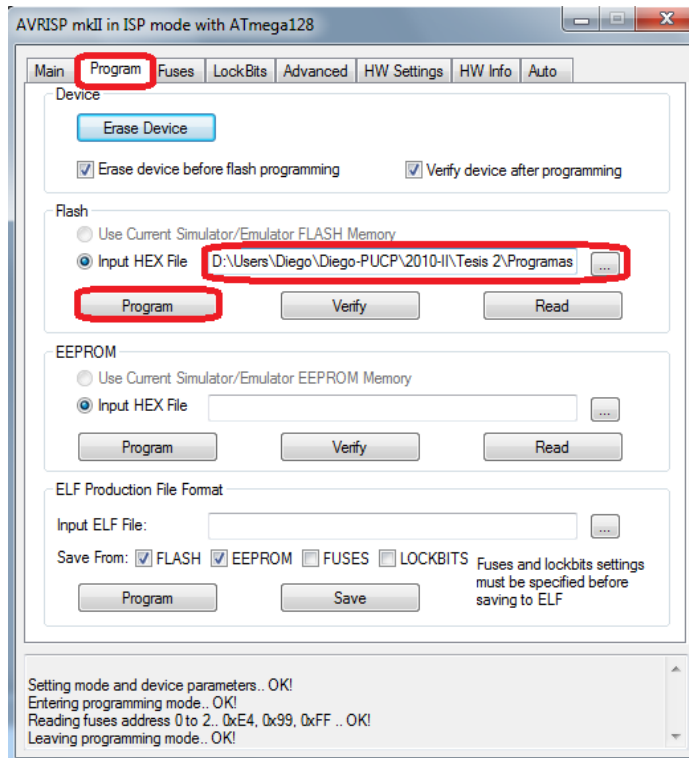 AVRISP mkII in ISP mode with ATmega128
Main Program Fuses LockBits Advanced HW Settings HW Info Auto
Device
Erase Device
Erase device before flash programming Verify device after programming
Flash
Use Current Simulator/Emulator FLASH Memory
Input HEX File D:\Users\Diego\Diego-PUCP\2010-II\Tesis 2\Programas ...
Program Verify Read
EEPROM
Use Current Simulator/Emulator EEPROM Memory
Input HEX File ...
Program Verify Read
ELF Production File Format
Input ELF File: ...
Save From: FLASH EEPROM FUSES LOCKBITS Fuses and lockbits settings
must be specified before
Program Save saving to ELF
Setting mode and device parameters.. OK!
Entering programming mode.. OK!
Reading fuses address 0 to 2.. 0xE4, 0x99, 0xFF .. OK!
Leaving programming mode.. OK!